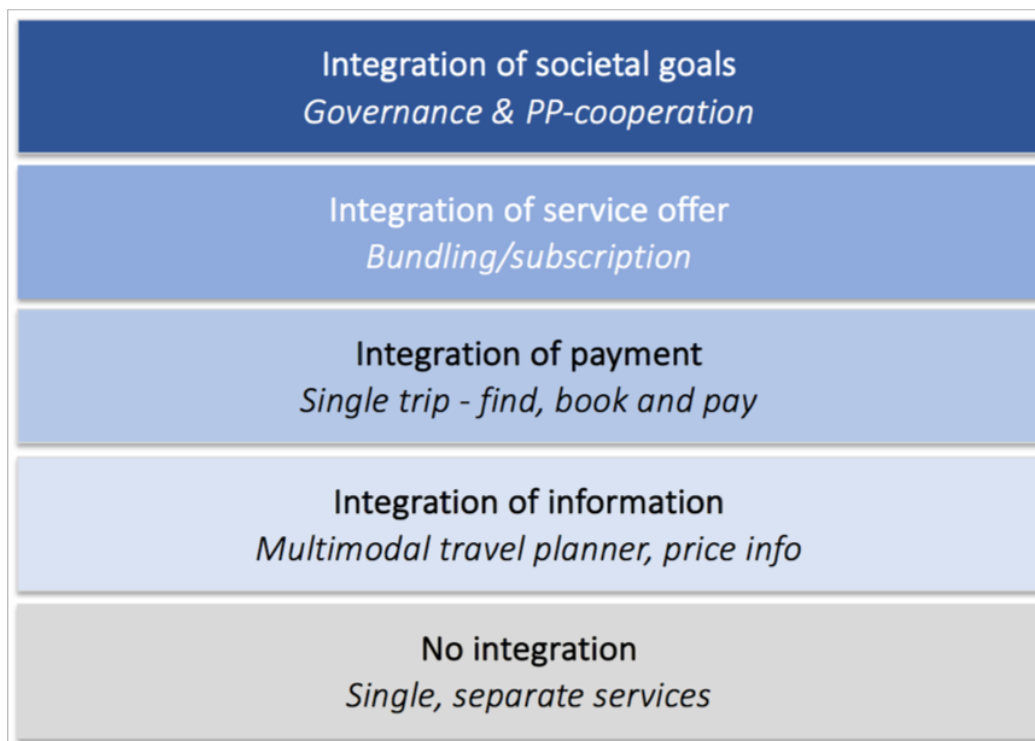 Integration of societal goals
Governance & PP-cooperation
Integration of service offer
Bundling/subscription
Integration of payment
Single trip - find, book and pay
Integration of information
Multimodal travel planner, price info
No integration
Single, separate services